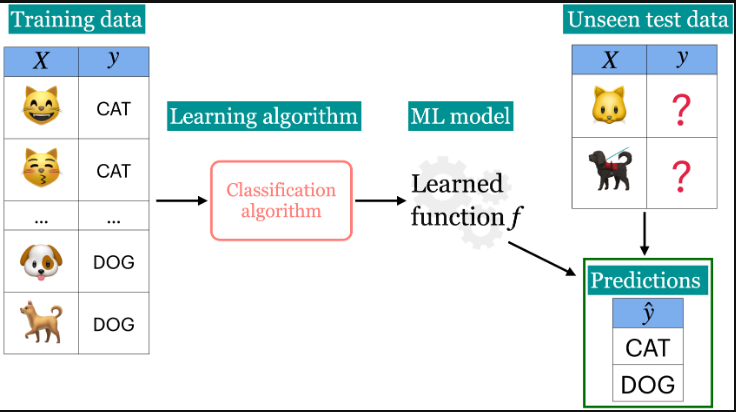 Training data
X y
CAT
CAT
... ...
DOG
DOG
Learning algorithm
Classification
algorithm
ML model
Learned
function f
Unseen test data
X y
?
?
Predictions
ŷ
CAT
DOG